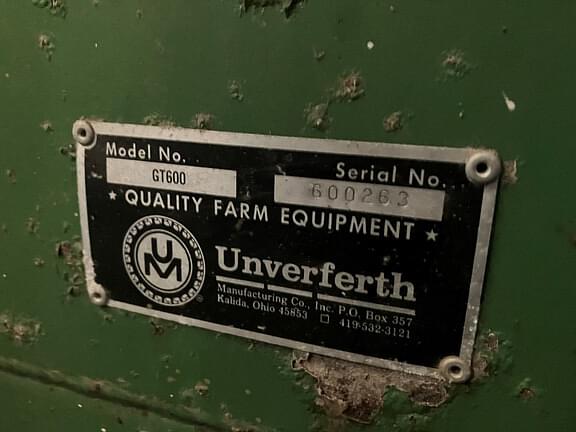 Model No. Serial No.
GT600 600263
★ QUALITY FARM EQUIPMENT ★
UM ® Unverferth
Manufacturing Co., Inc. P.O. Box 357
Kalida, Ohio 45853 □ 419-532-3121